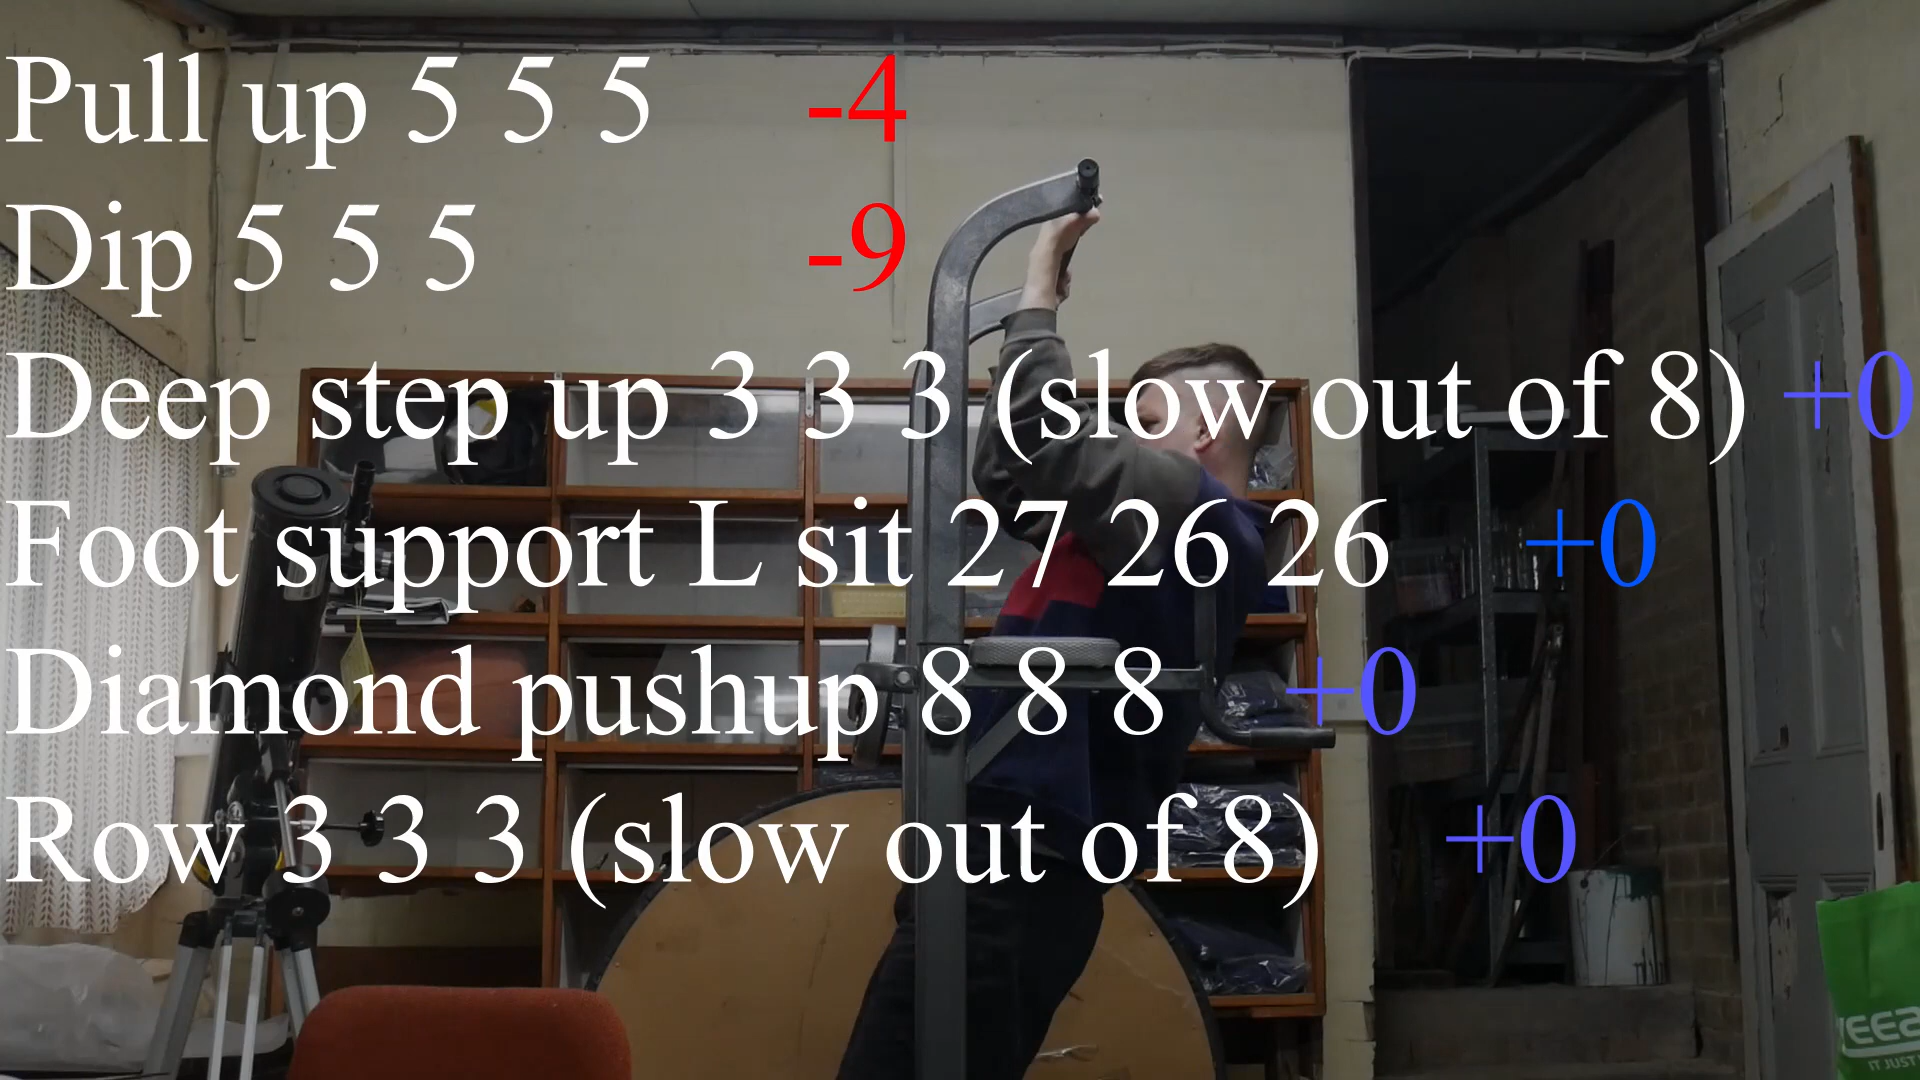 Pull up 5 5 5 -4
Dip 5 5 5 -9
Deep step up 3 3 3 (slow out of 8) +0
Foot support L sit 27 26 26 +0
Diamond pushup 8 8 8 +0
Row 3 3 3 (slow out of 8) +0
IT JUST